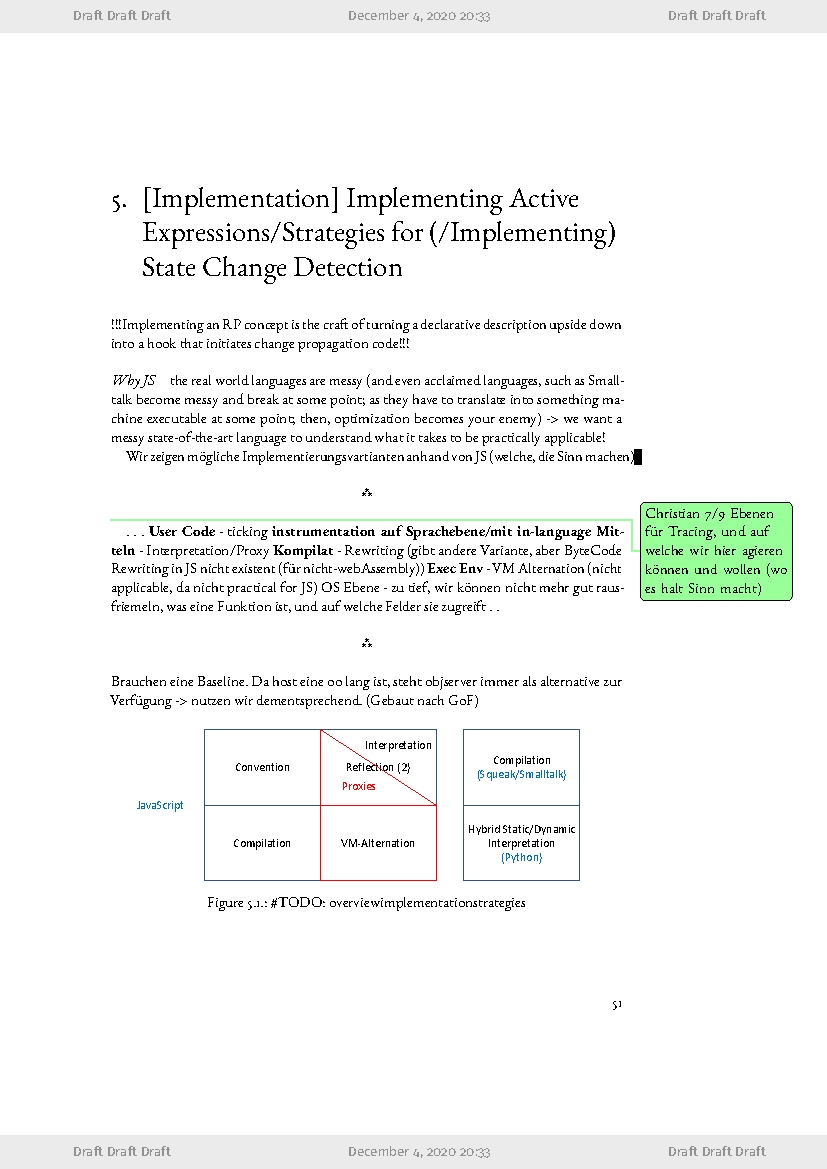 Draft Draft Draft December 4, 2020 20:33 Draft Draft Draft
5. [Implementation] Implementing Active
Expressions/Strategies for (/Implementing)
State Change Detection
!!!Implementing an RP concept is the craft of turning a declarative description upside down
into a hook that initiates change propagation code!!!
Why JS the real world languages are messy (and even acclaimed languages, such as Small-
talk become messy and break at some point; as they have to translate into something ma-
chine executable at some point; then, optimization becomes your enemy) -> we want a
messy state-of-the-art language to understand what it takes to be practically applicable!
Wir zeigen mögliche Implementierungsvartianten anhand von JS (welche, die Sinn machen)
⁂
. . . User Code - ticking instrumentation auf Sprachebene/mit in-language Mit-
teln - Interpretation/Proxy Kompilat - Rewriting (gibt andere Variante, aber ByteCode
Rewriting in JS nicht existent (für nicht-webAssembly)) Exec Env - VM Alternation (nicht
applicable, da nicht practical for JS) OS Ebene - zu tief, wir können nicht mehr gut raus-
friemeln, was eine Funktion ist, und auf welche Felder sie zugreift . .
Christian 7/9 Ebenen
für Tracing, und auf
welche wir hier agieren
können und wollen (wo
es halt Sinn macht)
⁂
Brauchen eine Baseline. Da host eine oo lang ist, steht objserver immer als alternative zur
Verfügung -> nutzen wir dementsprechend. (Gebaut nach GoF)
JavaScript
Convention
Interpretation
Reflection (2)
Proxies
Compilation
(Squeak/Smalltalk)
Compilation
VM-Alternation
Hybrid Static/Dynamic
Interpretation
(Python)
Figure 5.1.: #TODO: overviewimplementationstrategies
51
Draft Draft Draft December 4, 2020 20:33 Draft Draft Draft